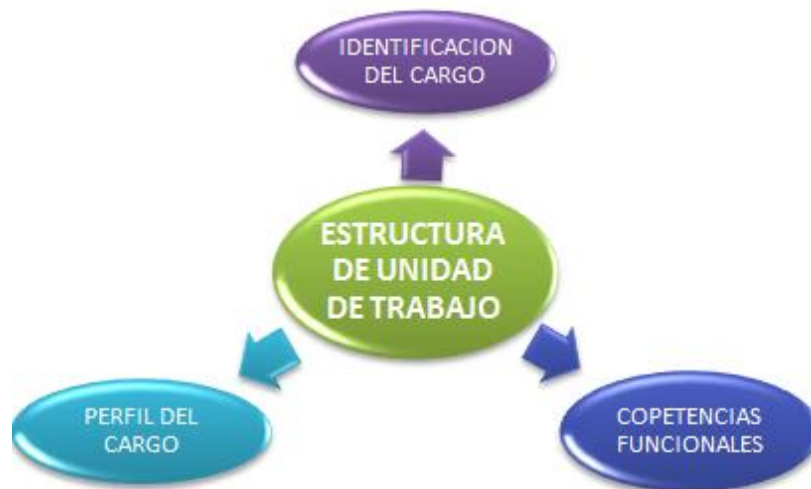 IDENTIFICACION
DEL CARGO
ESTRUCTURA
DE UNIDAD
DE TRABAJO
PERFIL DEL
CARGO
COPETENCIAS
FUNCIONALES